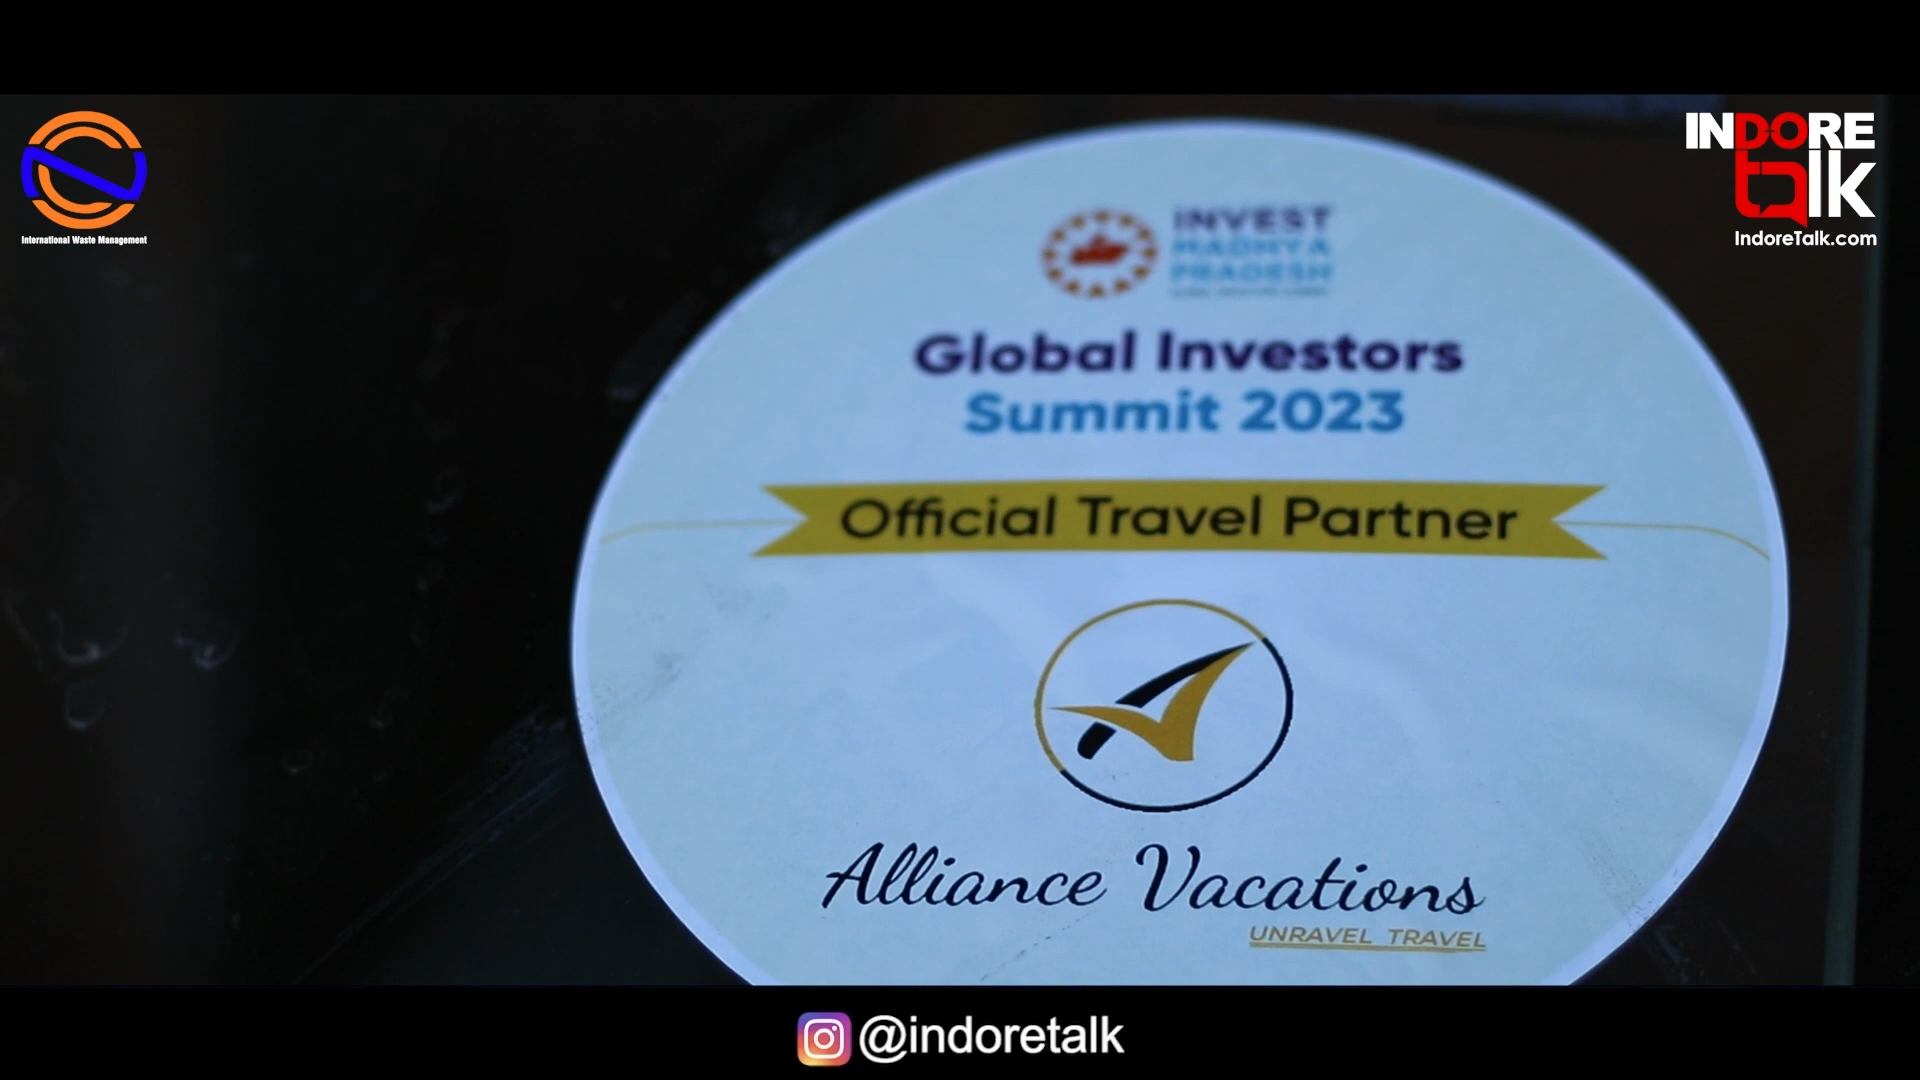 International Waste Management
INDORE
talk
IndoreTalk.com
INVEST
MADHYA
PRADESH
Global Investors
Summit 2023
Official Travel Partner
Alliance Vacations
UNRAVEL TRAVEL
@indoretalk